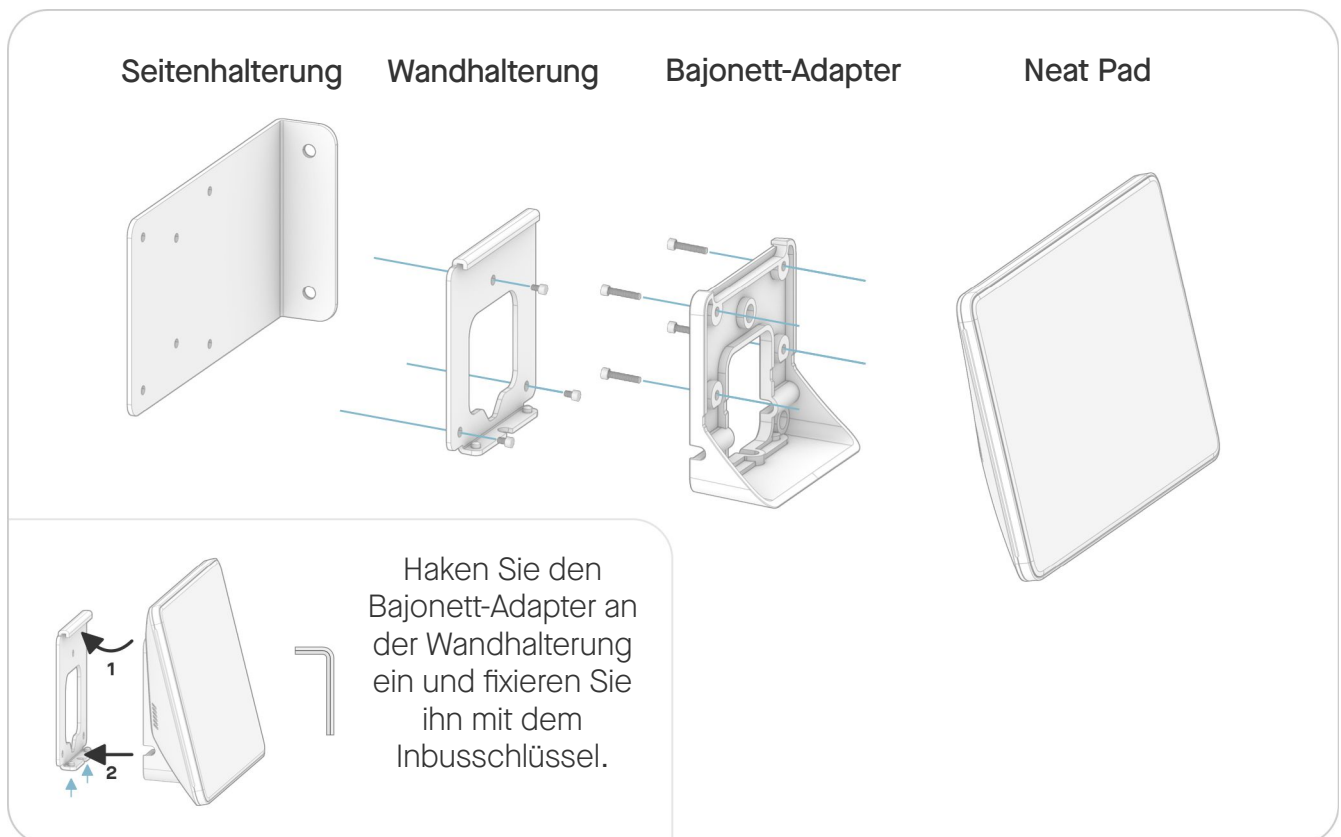 Seitenhalterung
Wandhalterung
Bajonett-Adapter
Neat Pad
1
2
Haken Sie den
Bajonett-Adapter an
der Wandhalterung
ein und fixieren Sie
ihn mit dem
Inbusschlüssel.